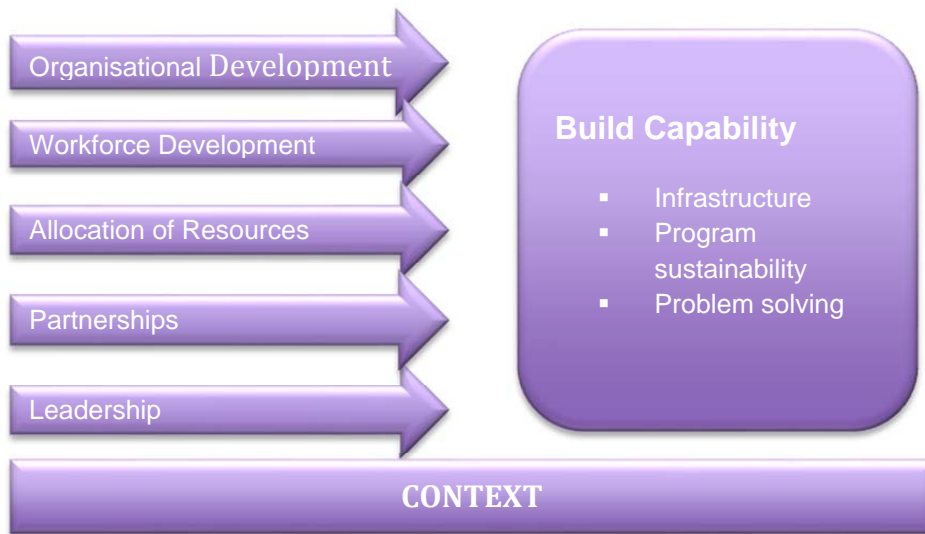 Organisational Development
Workforce Development
Allocation of Resources
Partnerships
Leadership
Build Capability
▪ Infrastructure
▪ Program
sustainability
▪ Problem solving
CONTEXT